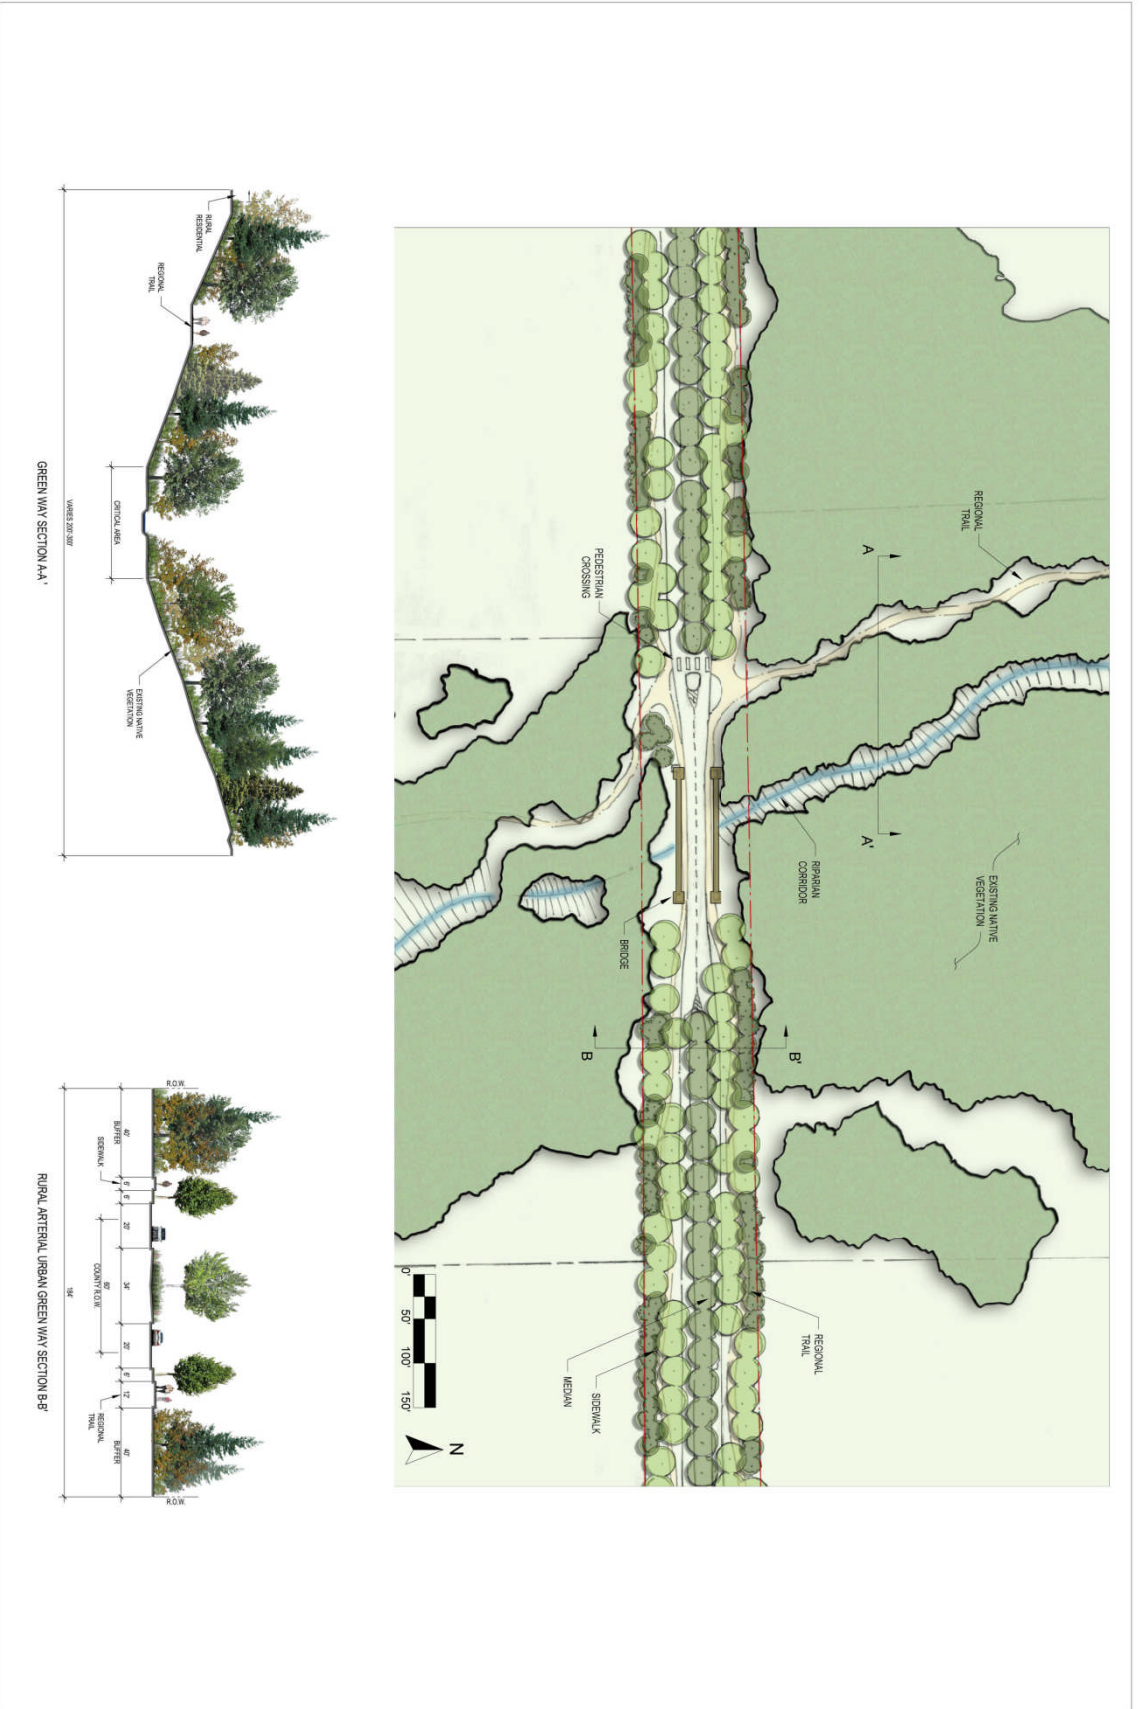 REGIONAL
TRAIL
A
A'
EXISTING NATIVE
VEGETATION
RIPARIAN
CORRIDOR
PEDESTRIAN
CROSSING
BRIDGE
B'
B
REGIONAL
TRAIL
SIDEWALK
MEDIAN
0'
50'
100'
150'
N
RURAL
RESIDENTIAL
REGIONAL
TRAIL
CRITICAL AREA
EXISTING NATIVE
VEGETATION
VARIES 200'-300'
GREEN WAY SECTION A-A '
R.O.W.
R.O.W.
40'
BUFFER
SIDEWALK
6'
6'
20'
34'
20'
6'
12'
40'
BUFFER
60'
COUNTY R.O.W.
REGIONAL
TRAIL
184'
RURAL ARTERIAL URBAN GREEN WAY SECTION B-B'